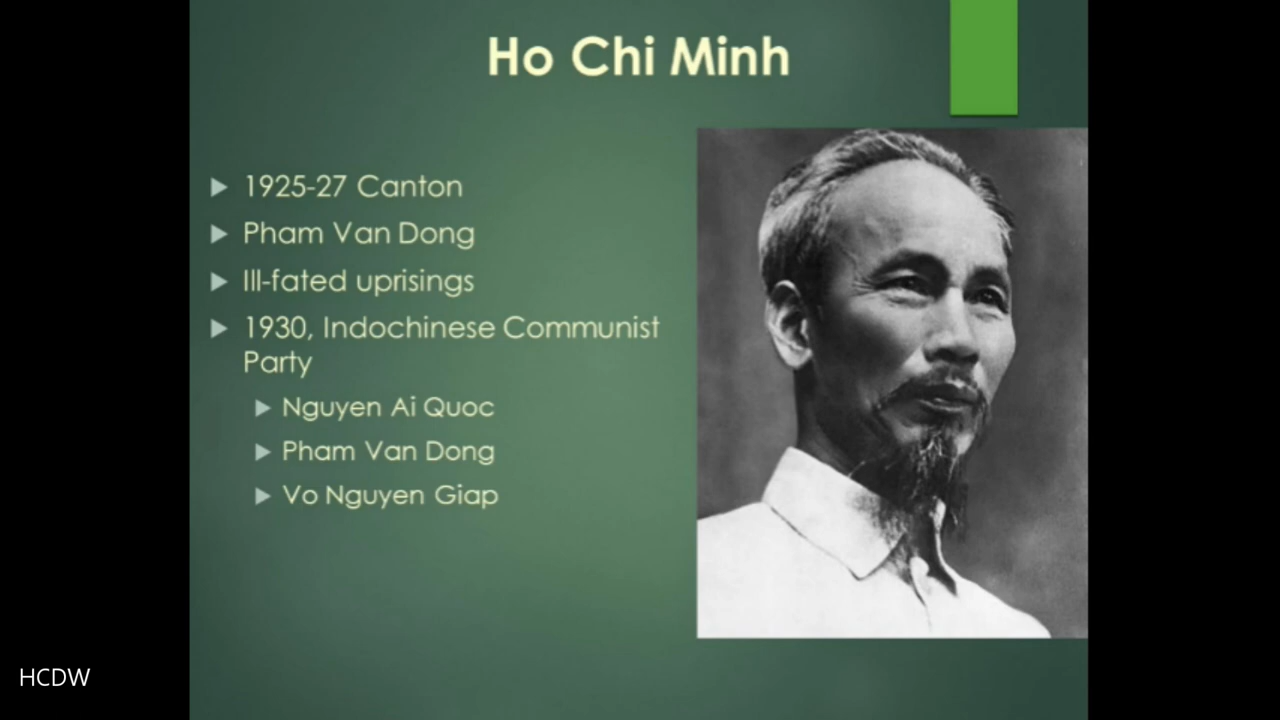 Ho Chi Minh
1925-27 Canton
Pham Van Dong
Ill-fated uprisings
1930, Indochinese Communist
Party
Nguyen Ai Quoc
Pham Van Dong
Vo Nguyen Giap
HCDW